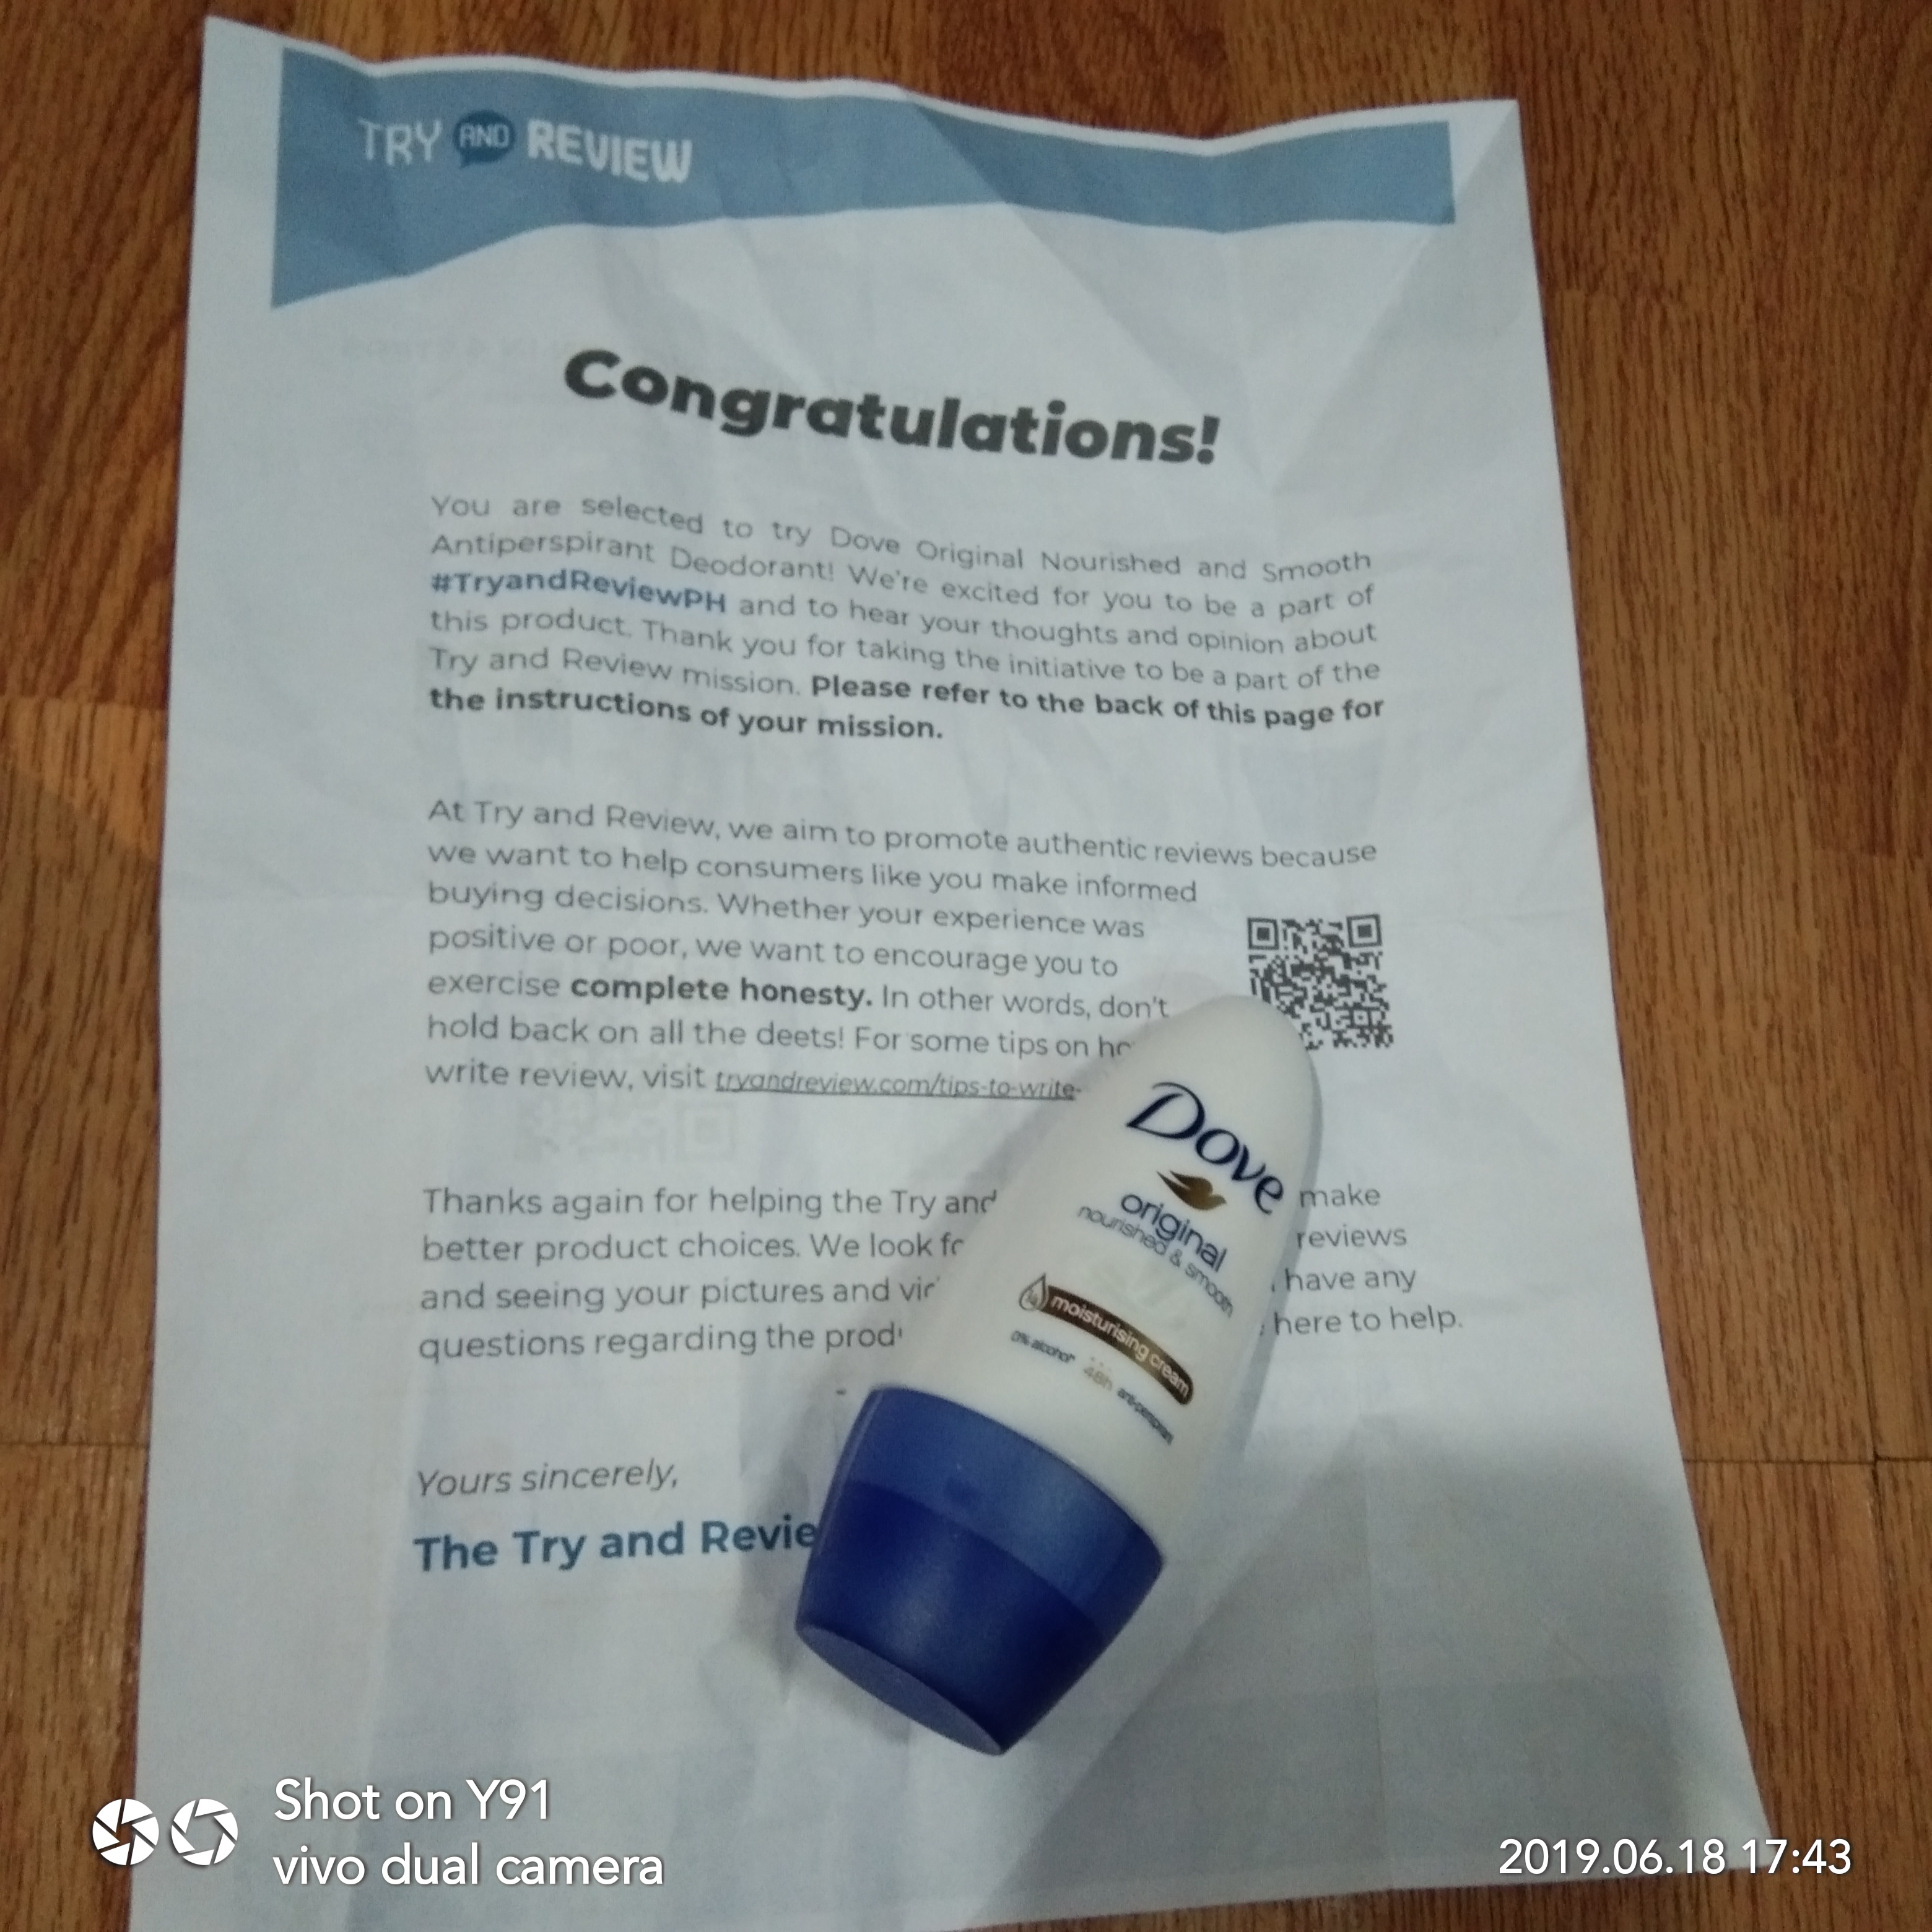 TRY AND REVIEW
Congratulations!
You are selected to try Dove Original Nourished and Smooth
Antiperspirant Deodorant! We're excited for you to be a part of
#TryandReviewPH and to hear your thoughts and opinion about
this product. Thank you for taking the initiative to be a part of the
Try and Review mission. Please refer to the back of this page for
the instructions of your mission.
At Try and Review, we aim to promote authentic reviews because
we want to help consumers like you make informed
buying decisions. Whether your experience was
positive or poor, we want to encourage you to
exercise complete honesty. In other words, don't
hold back on all the deets! For some tips on
write review, visit tryandreview.com/tips-to-write-
Thanks again for helping the Try and make
better product choices. We look reviews
and seeing your pictures and have any
questions regarding the here to help.
Yours sincerely,
The Try and
Dove
original
nourished & smooth
1/4 moisturising cream
0% alcohol* 48h anti-perspirant
Shot on Y91
vivo dual camera
2019.06.18 17:43